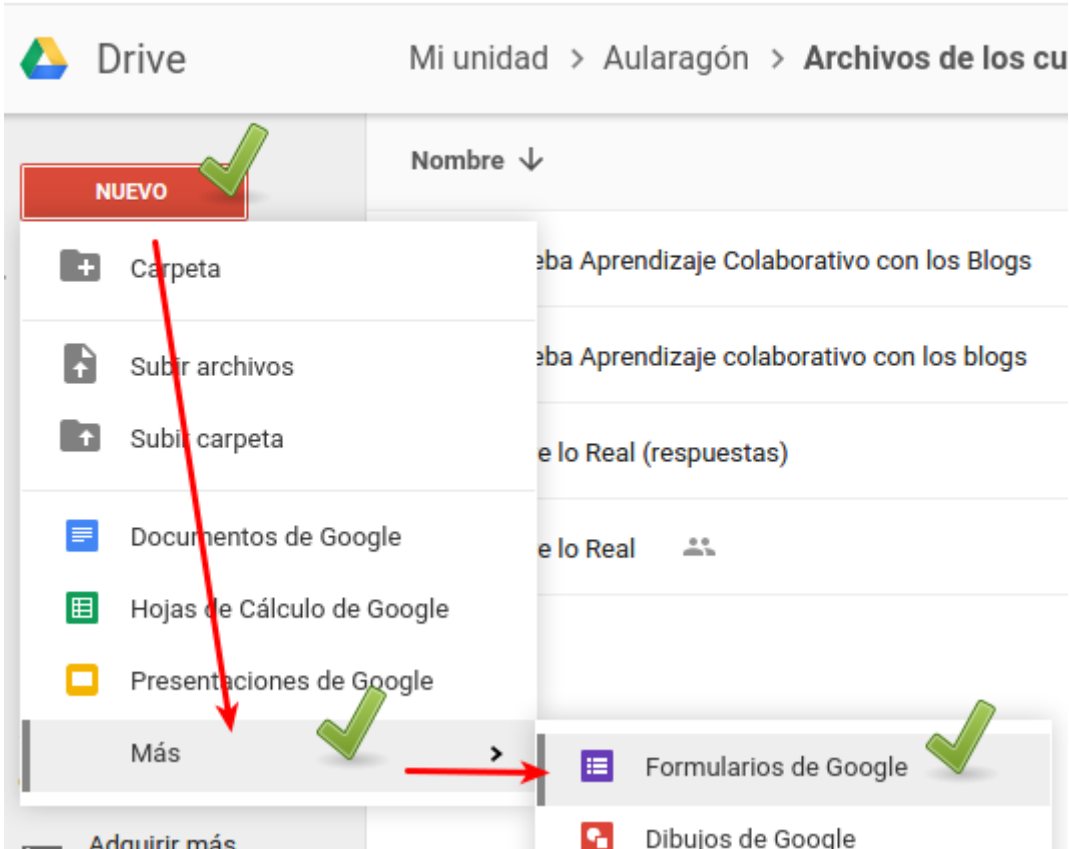 Drive
Mi unidad > Aularagón > Archivos de los cu
NUEVO
Nombre
Carpeta
eba Aprendizaje Colaborativo con los Blogs
Subir archivos
eba Aprendizaje colaborativo con los blogs
Subir carpeta
e lo Real (respuestas)
Documentos de Google
e lo Real
Hojas de Cálculo de Google
Presentaciones de Google
Más
Formularios de Google
Adquirir más
Dibujos de Google